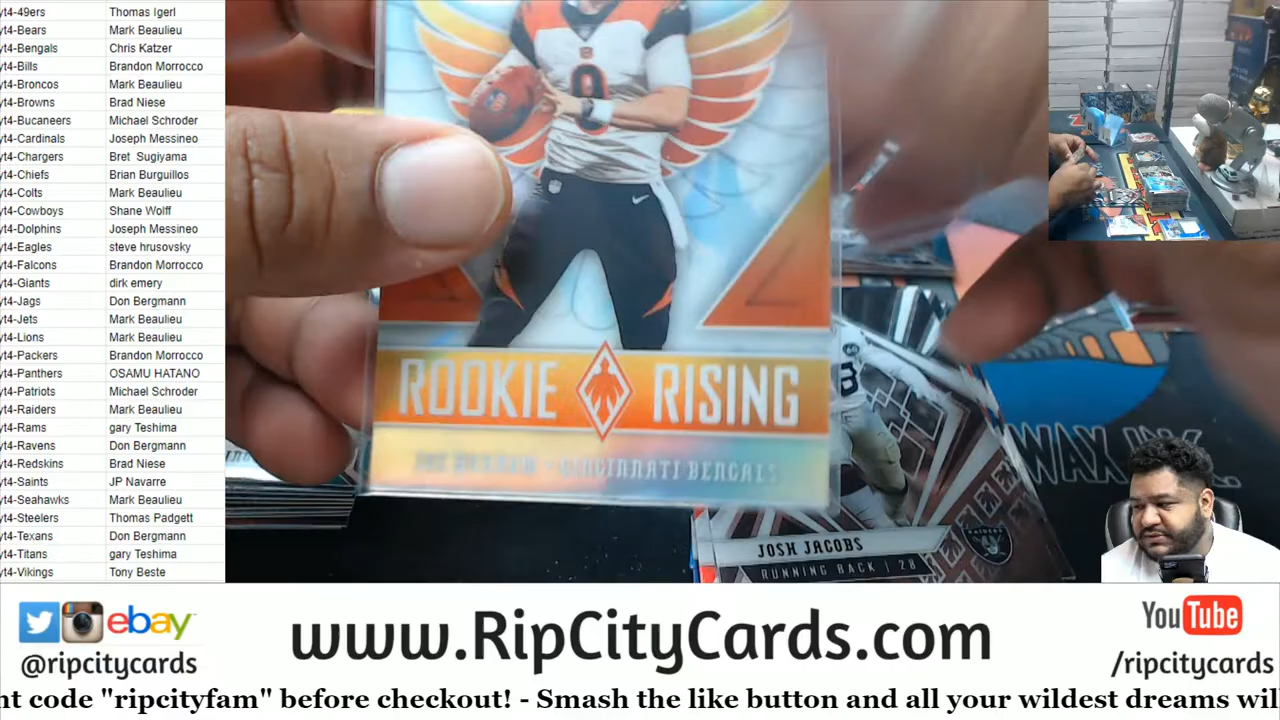 yt4-49ers Thomas Igerl
yt4-Bears Mark Beaulieu
yt4-Bengals Chris Katzer
yt4-Bills Brandon Morrocco
yt4-Broncos Mark Beaulieu
yt4-Browns Brad Niese
yt4-Bucaneers Michael Schroder
yt4-Cardinals Joseph Messineo
yt4-Chargers Bret Sugiyama
yt4-Chiefs Brian Burguillos
yt4-Colts Mark Beaulieu
yt4-Cowboys Shane Wolff
yt4-Dolphins Joseph Messineo
yt4-Eagles steve hrusovsky
yt4-Falcons Brandon Morrocco
yt4-Giants dirk emery
yt4-Jags Don Bergmann
yt4-Jets Mark Beaulieu
yt4-Lions Mark Beaulieu
yt4-Packers Brandon Morrocco
yt4-Panthers OSAMU HATANO
yt4-Patriots Michael Schroder
yt4-Raiders Mark Beaulieu
yt4-Rams gary Teshima
yt4-Ravens Don Bergmann
yt4-Redskins Brad Niese
yt4-Saints JP Navarre
yt4-Seahawks Mark Beaulieu
yt4-Steelers Thomas Padgett
yt4-Texans Don Bergmann
yt4-Titans gary Teshima
yt4-Vikings Tony Beste
9
ROOKIE RISING
CINCINNATI BENGALS
JOSH JACOBS
RAIDERS
RUNNING BACK | 28
WAX INC.
ebay
@ripcitycards
www.RipCityCards.com
YouTube
/ripcitycards
nt code "ripcityfam" before checkout! - Smash the like button and all your wildest dreams wil